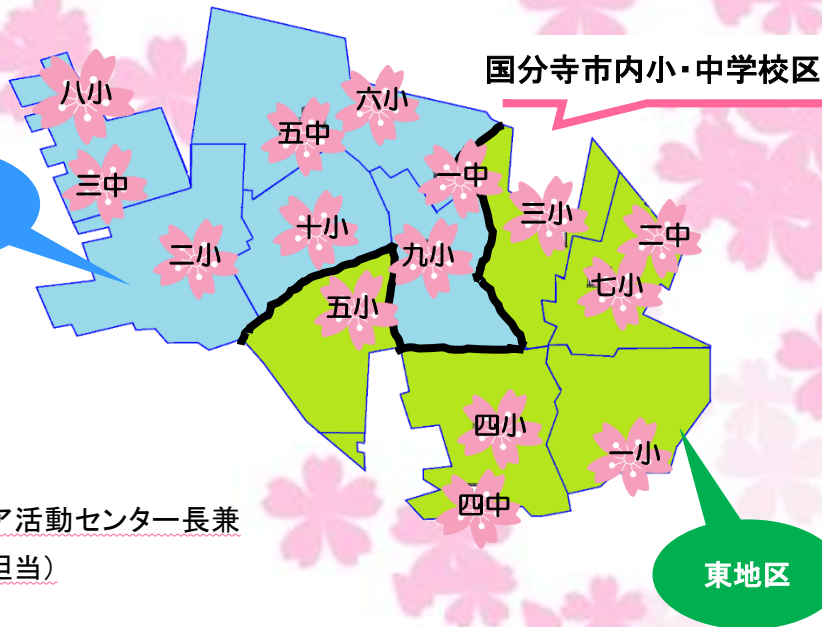 国分寺市内小・中学校区
八小
六小
五中
三中
一中
三小
二中
十小
二小
九小
七小
五小
四小
一小
四中
ア活動センター長兼
担当）
東地区